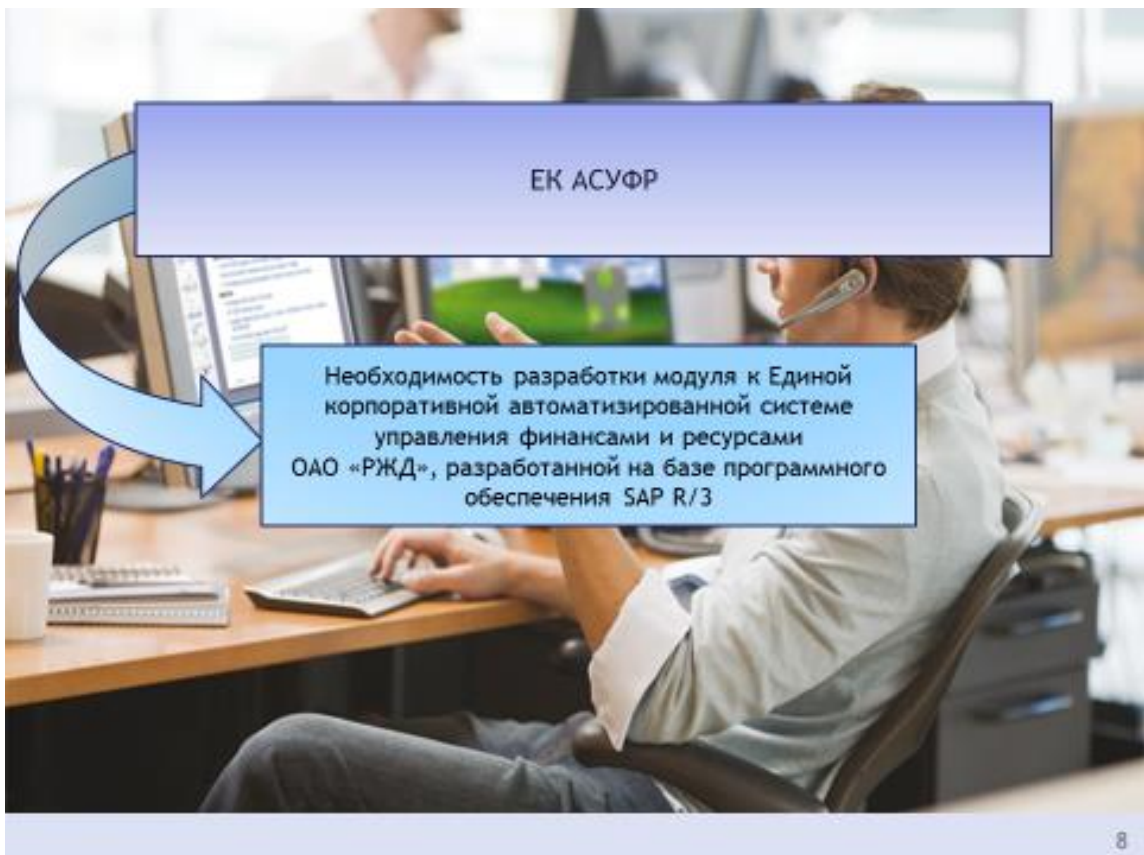 ЕК АСУФР
Необходимость разработки модуля к Единой
корпоративной автоматизированной системе
управления финансами и ресурсами
ОАО «РЖД», разработанной на базе программного
обеспечения SAP R/3
8